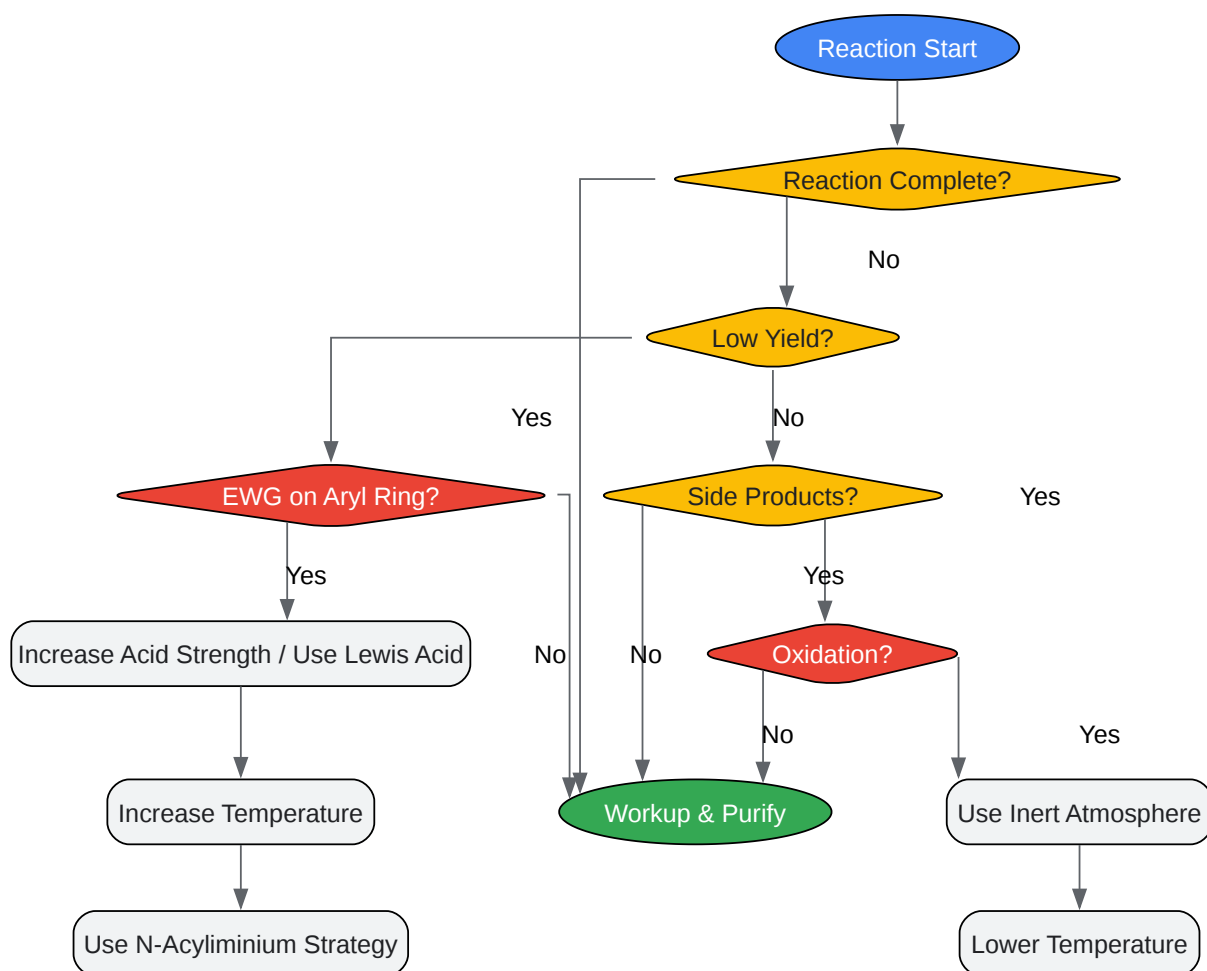 Reaction Start
Reaction Complete?
No
Low Yield?
Yes
No
EWG on Aryl Ring?
Side Products?
Yes
Yes
Yes
Increase Acid Strength / Use Lewis Acid
No
No
Oxidation?
No
Yes
Increase Temperature
Workup & Purify
Use Inert Atmosphere
Use N-Acyliminium Strategy
Lower Temperature